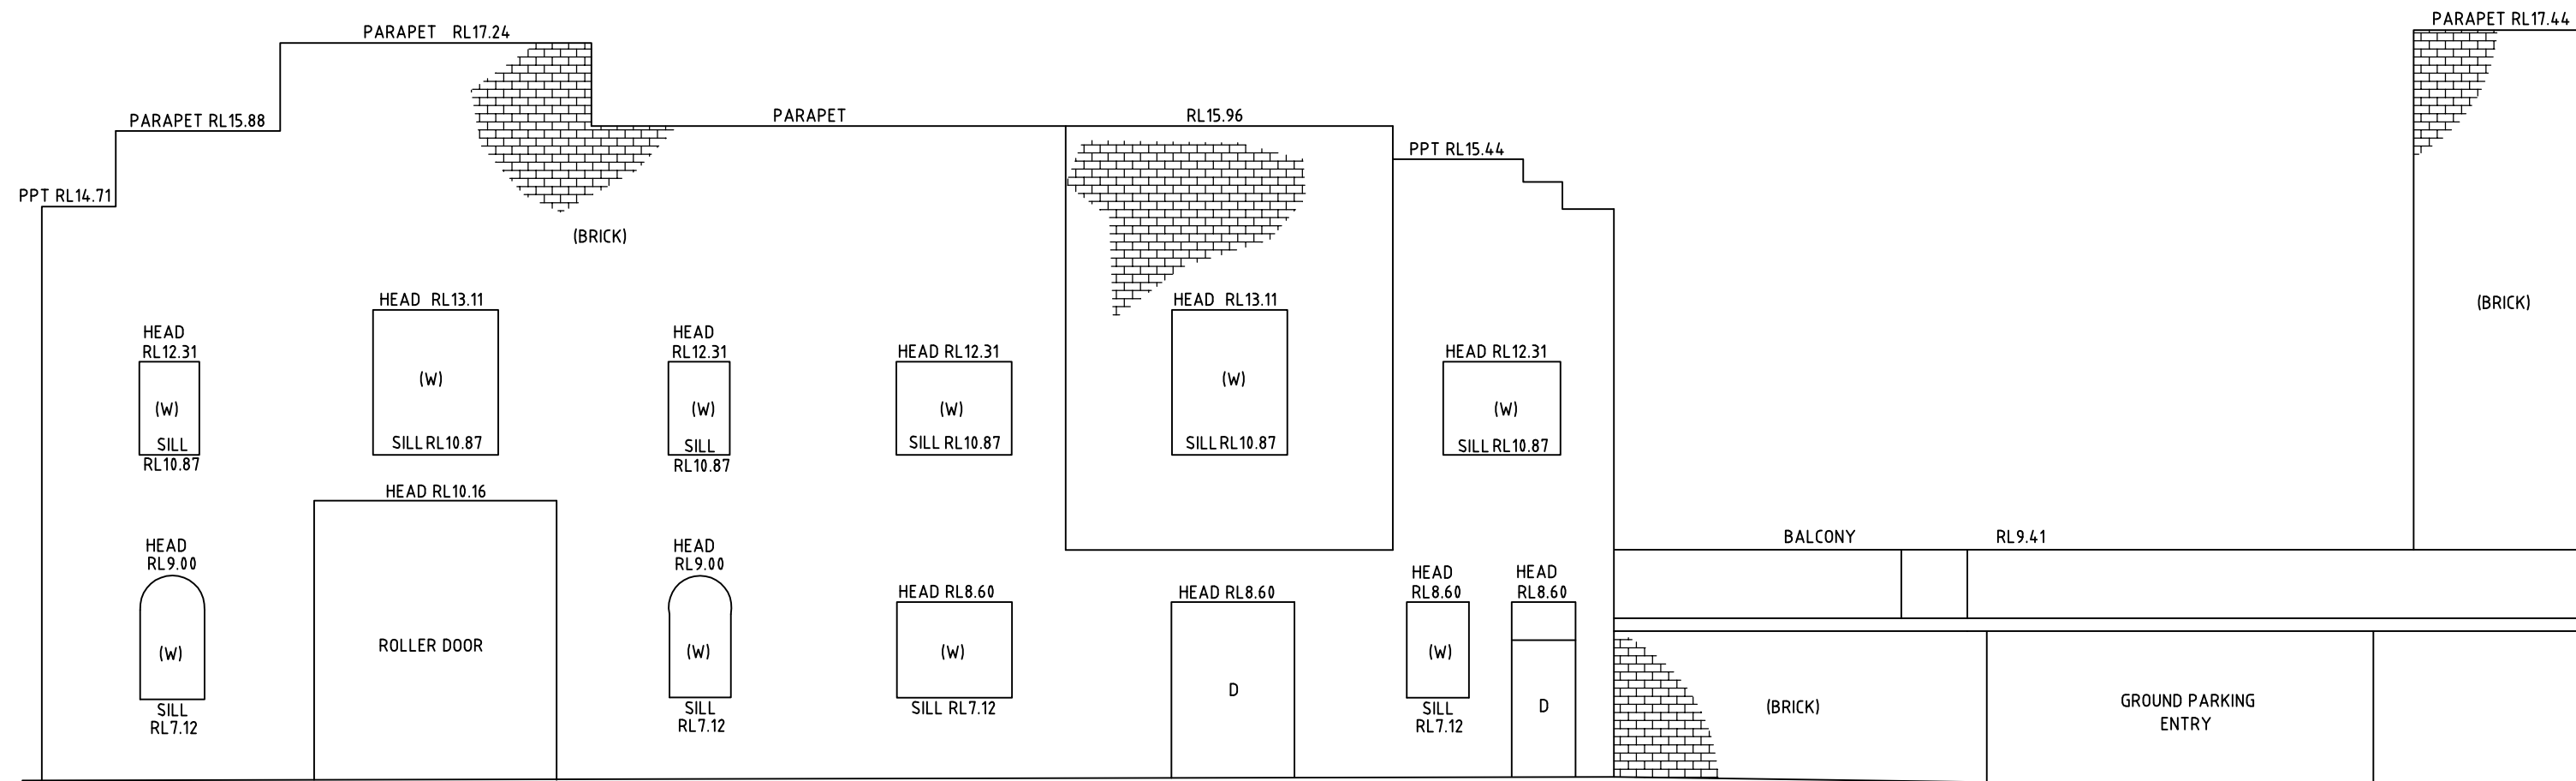 PARAPET RL17.44
PARAPET RL17.24
PARAPET RL15.88
PARAPET
RL15.96
PPT RL15.44
PPT RL14.71
(BRICK)
(BRICK)
HEAD RL13.11
HEAD RL13.11
HEAD
RL12.31
HEAD
RL12.31
HEAD RL12.31
HEAD RL12.31
(W)
(W)
(W)
(W)
(W)
(W)
SILL
RL10.87
SILL RL10.87
SILL
RL10.87
SILL RL10.87
SILL RL10.87
SILL RL10.87
HEAD RL10.16
BALCONY
RL9.41
HEAD
RL9.00
HEAD
RL9.00
HEAD RL8.60
HEAD RL8.60
HEAD
RL8.60
HEAD
RL8.60
(W)
ROLLER DOOR
(W)
(W)
D
(W)
D
(BRICK)
GROUND PARKING
ENTRY
SILL
RL7.12
SILL
RL7.12
SILL RL7.12
SILL
RL7.12